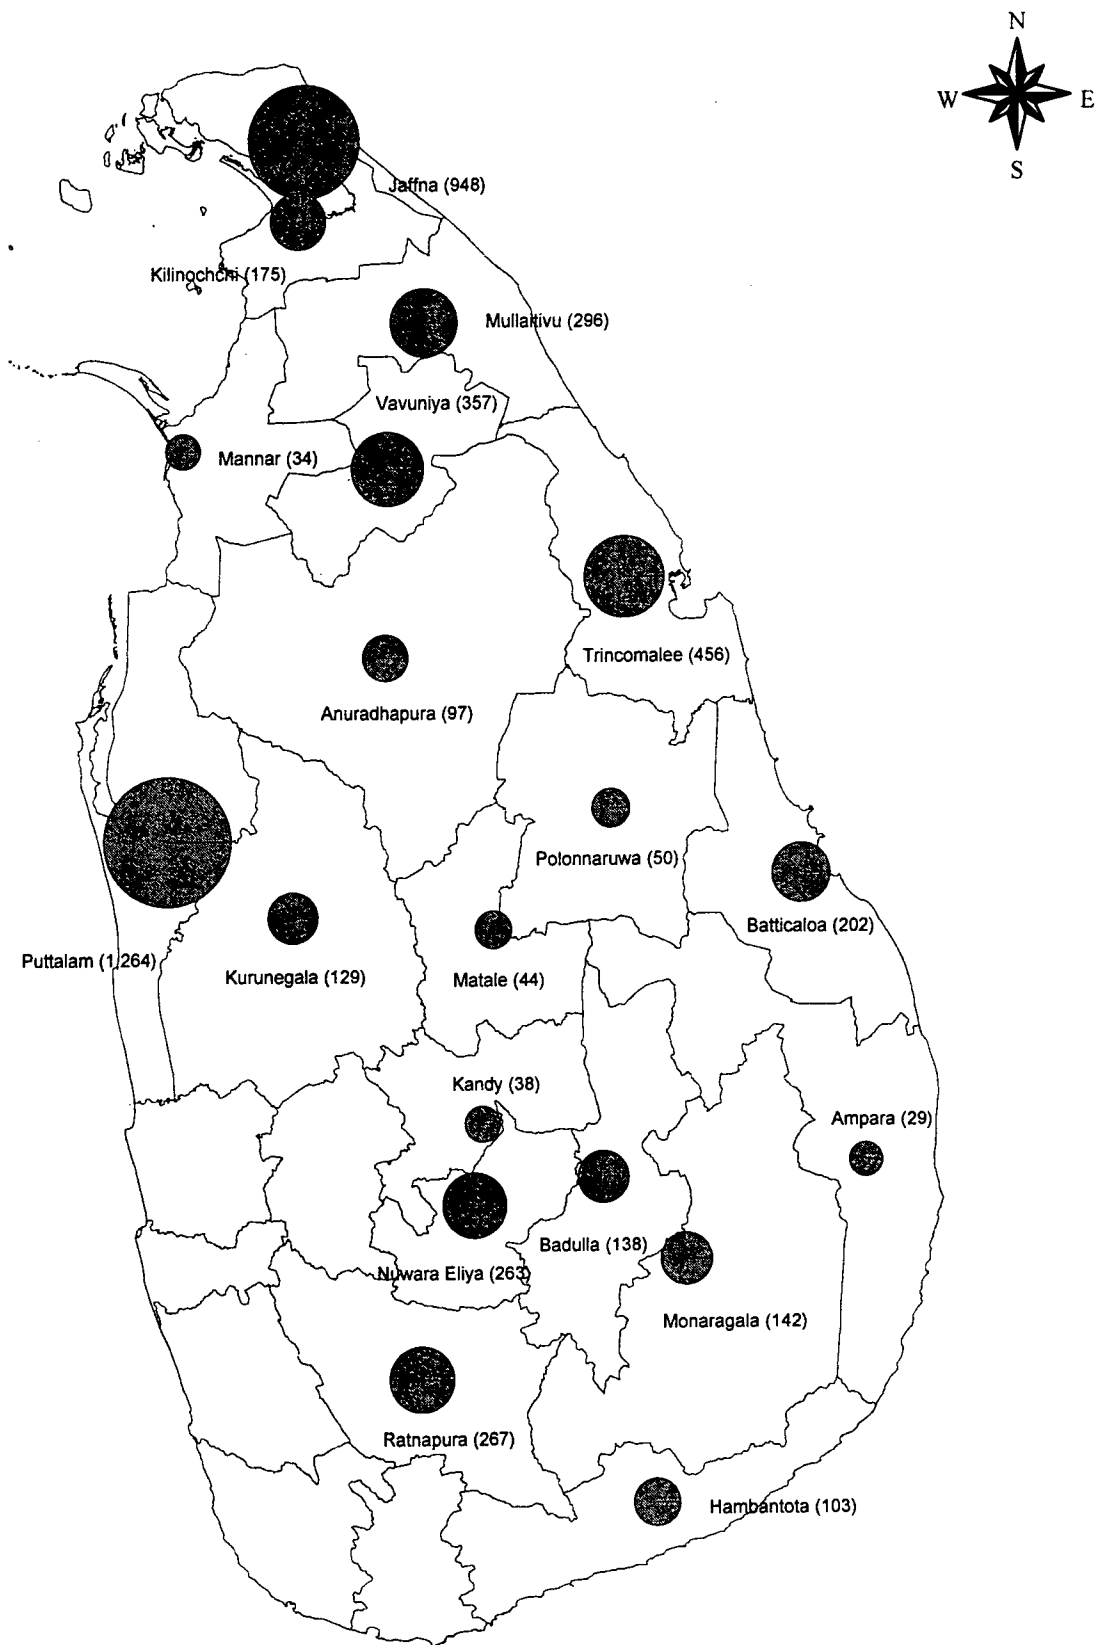 N
W E
S
Jaffna (948)
Kilinochchi (175)
Mullaitivu (296)
Vavuniya (357)
Mannar (34)
Trincomalee (456)
Anuradhapura (97)
Polonnaruwa (50)
Batticaloa (202)
Puttalam (1,264)
Kurunegala (129)
Matale (44)
Kandy (38)
Ampara (29)
Badulla (138)
Nuwara Eliya (263)
Monaragala (142)
Ratnapura (267)
Hambantota (103)